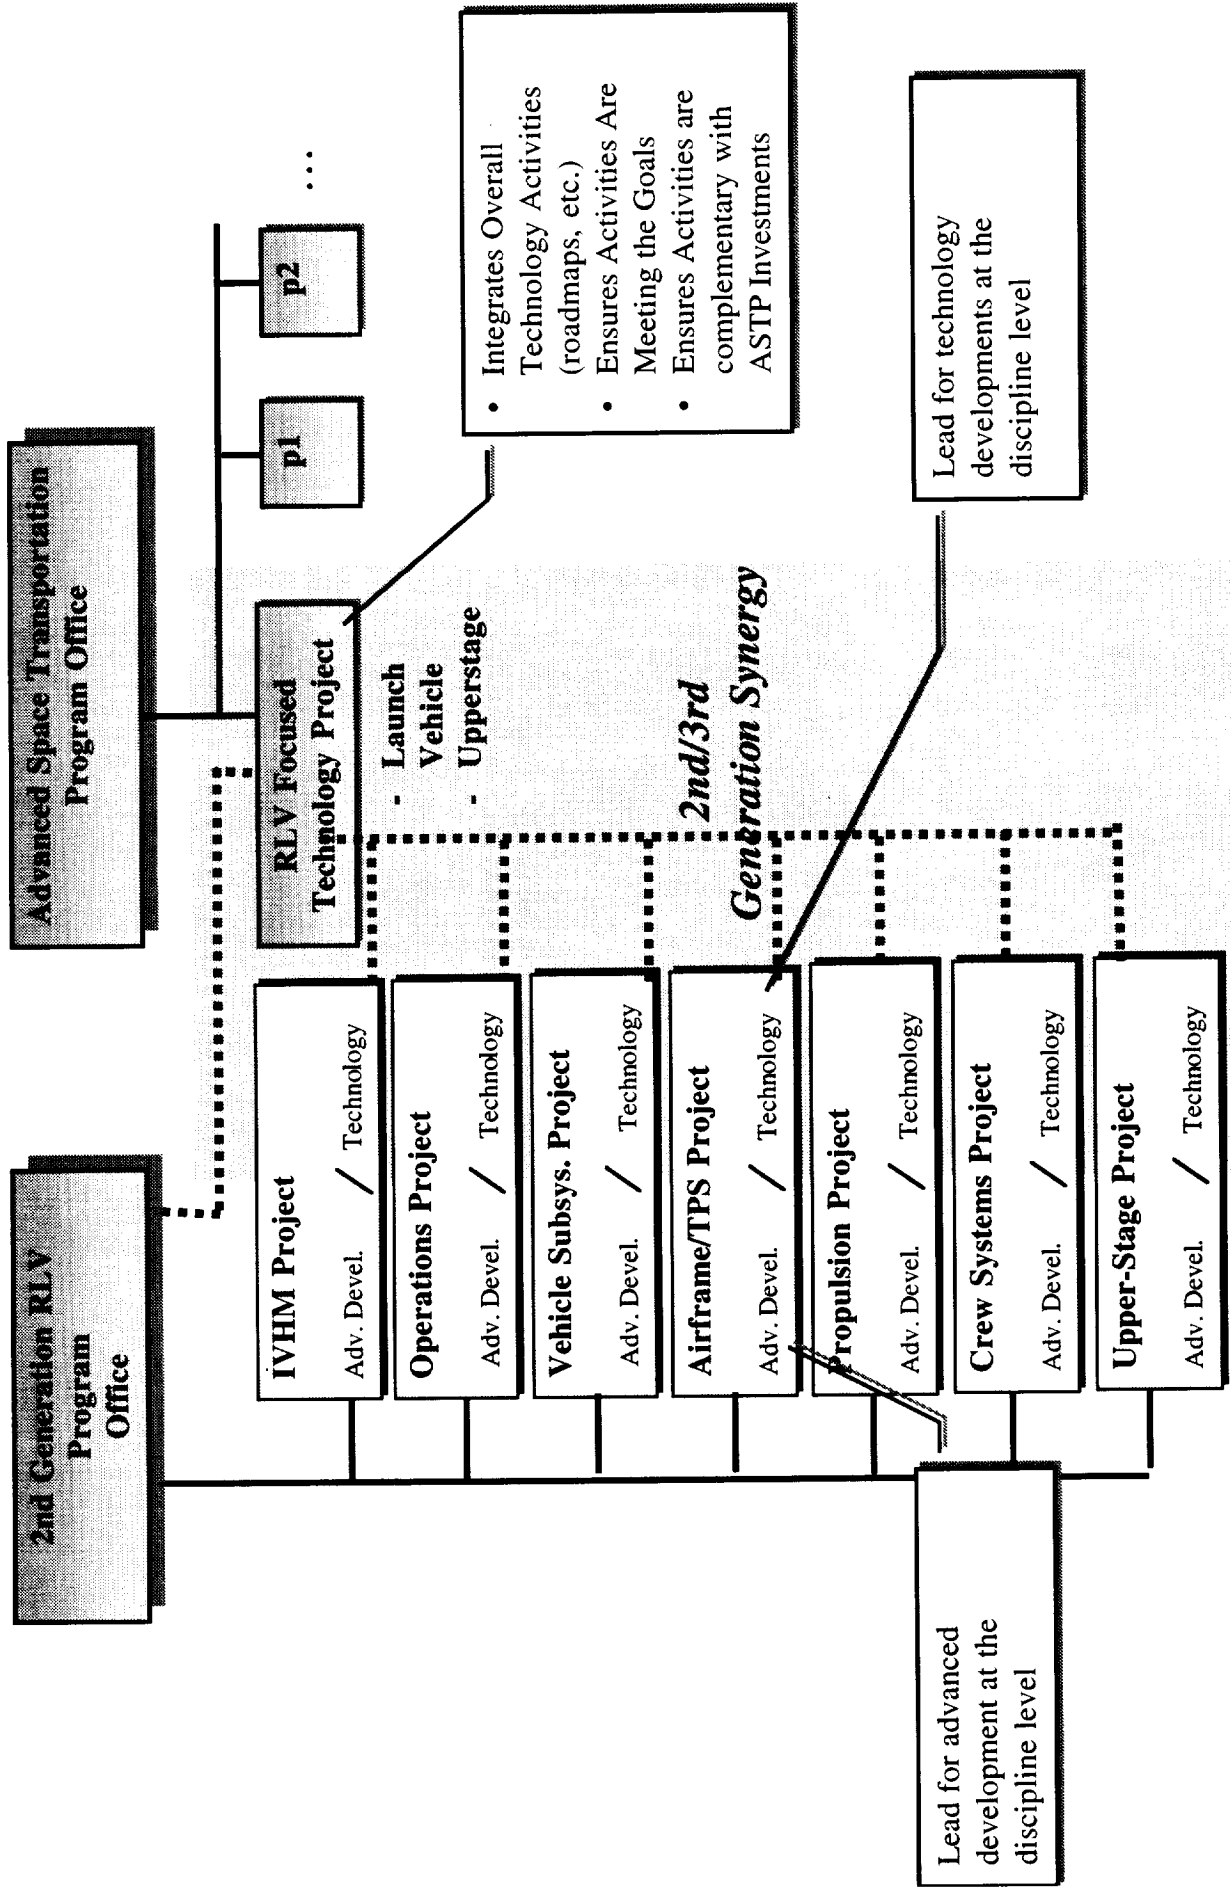 2nd Generation RLV
Program
Office
Advanced Space Transportation
Program Office
IVHM Project
Adv. Devel. / Technology
Operations Project
Adv. Devel. / Technology
Vehicle Subsys. Project
Adv. Devel. / Technology
Airframe/TPS Project
Adv. Devel. / Technology
Propulsion Project
Adv. Devel. / Technology
Crew Systems Project
Adv. Devel. / Technology
Upper-Stage Project
Adv. Devel. / Technology
RLV Focused
Technology Project
- Launch
Vehicle
- Upperstage
2nd/3rd
Generation Synergy
p1
p2
...
• Integrates Overall
Technology Activities
(roadmaps, etc.)
• Ensures Activities Are
Meeting the Goals
• Ensures Activities are
complementary with
ASTP Investments
Lead for advanced
development at the
discipline level
Lead for technology
developments at the
discipline level